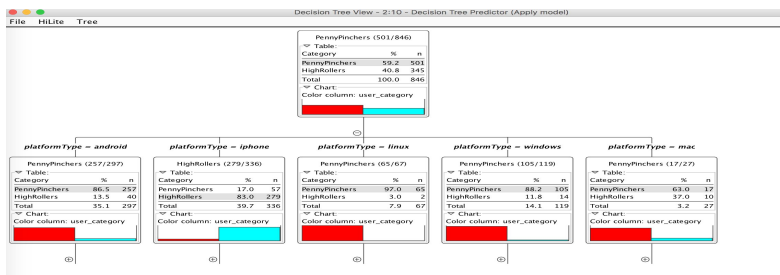 Decision Tree View - 2:10 - Decision Tree Predictor (Apply model)
File HiLite Tree
PennyPinchers (501/846)
Table:
Category % n
PennyPinchers 59.2 501
HighRollers 40.8 345
Total 100.0 846
Chart:
Color column: user_category
platformType = android
PennyPinchers (257/297)
Table:
Category % n
PennyPinchers 86.5 257
HighRollers 13.5 40
Total 35.1 297
Chart:
Color column: user_category
platformType = iphone
HighRollers (279/336)
Table:
Category % n
PennyPinchers 17.0 57
HighRollers 83.0 279
Total 39.7 336
Chart:
Color column: user_category
platformType = linux
PennyPinchers (65/67)
Table:
Category % n
PennyPinchers 97.0 65
HighRollers 3.0 2
Total 7.9 67
Chart:
Color column: user_category
platformType = windows
PennyPinchers (105/119)
Table:
Category % n
PennyPinchers 88.2 105
HighRollers 11.8 14
Total 14.1 119
Chart:
Color column: user_category
platformType = mac
PennyPinchers (17/27)
Table:
Category % n
PennyPinchers 63.0 17
HighRollers 37.0 10
Total 3.2 27
Chart:
Color column: user_category